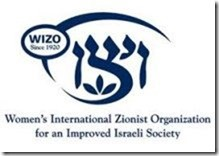 WIZO
Since 1920
ויצו
Women's International Zionist Organization
for an Improved Israeli Society